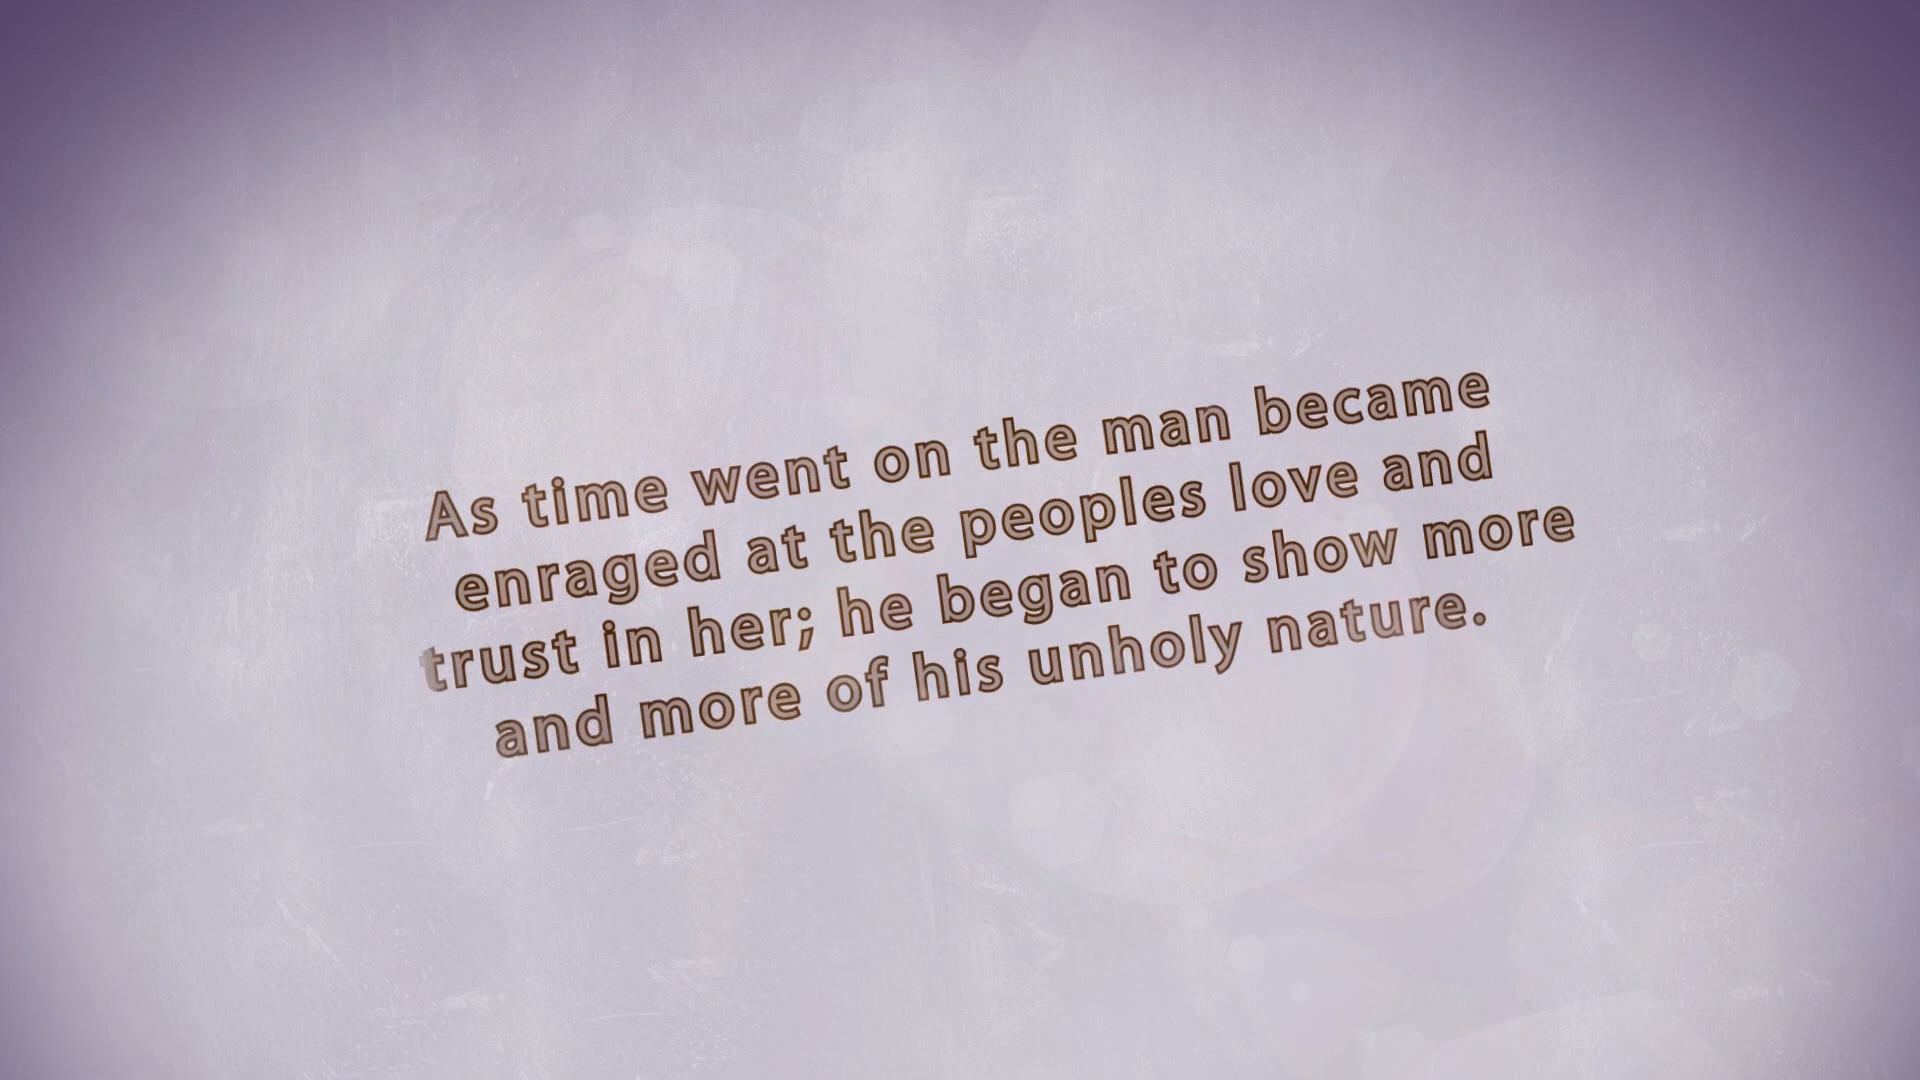 As time went on the man became
enraged at the peoples love and
trust in her; he began to show more
and more of his unholy nature.